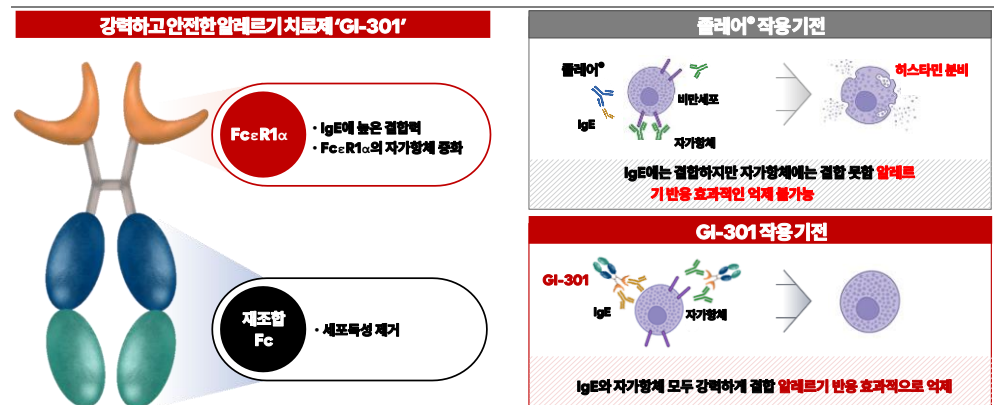 강력하고 안전한 알레르기 치료제 ‘GI-301’
FcεR1α
· IgE에 높은 결합력
· FcεR1α의 자가항체 중화
재조합
Fc
· 세포독성 제거
졸레어® 작용기전
졸레어®
IgE
비만세포
자가항체
히스타민 분비
IgE에는 결합하지만 자가항체에는 결합 못함 알레르
기 반응 효과적인 억제 불가능
GI-301 작용기전
GI-301
IgE
자가항체
IgE와 자가항체 모두 강력하게 결합 알레르기 반응 효과적으로 억제